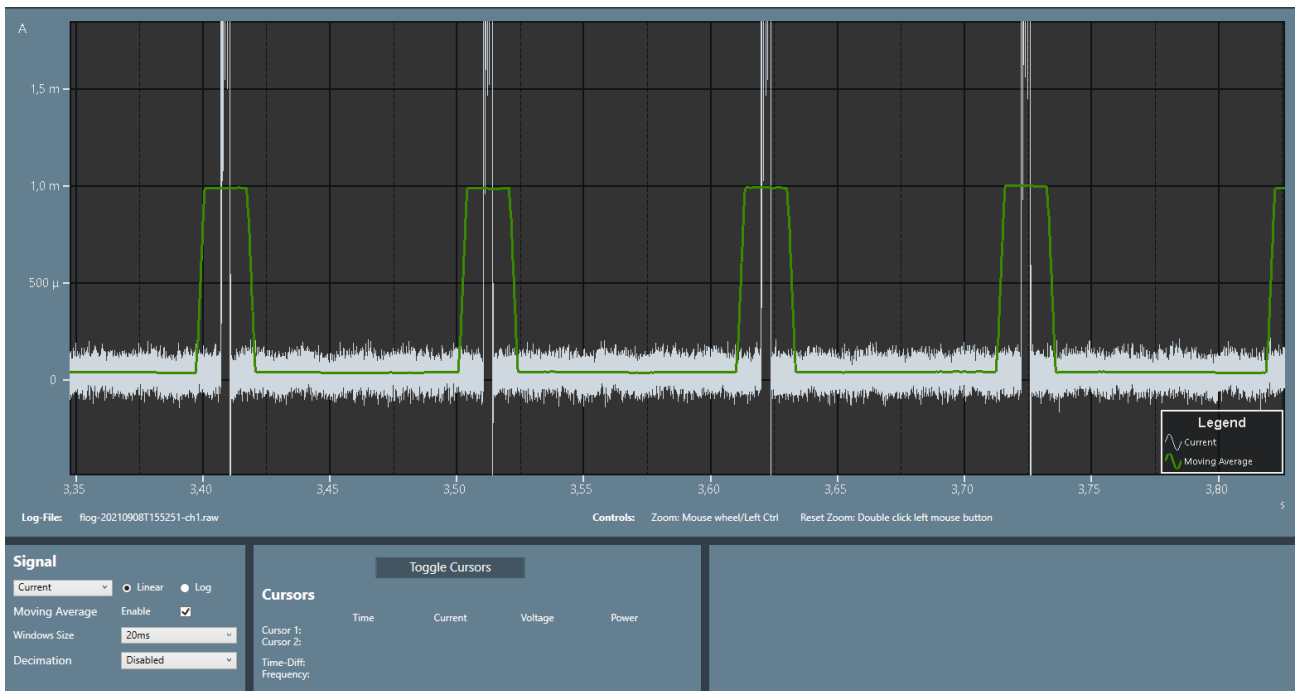 A
1,5 m
1,0 m
500 µ
0
Legend
Current
Moving Average
3,35 3,40 3,45 3,50 3,55 3,60 3,65 3,70 3,75 3,80
s
Log-File: flog-20210908T155251-ch1.raw Controls: Zoom: Mouse wheel/Left Ctrl Reset Zoom: Double click left mouse button
Signal
Current Linear Log
Moving Average Enable
Windows Size 20ms
Decimation Disabled
Toggle Cursors
Cursors
Time Current Voltage Power
Cursor 1:
Cursor 2:
Time-Diff:
Frequency: